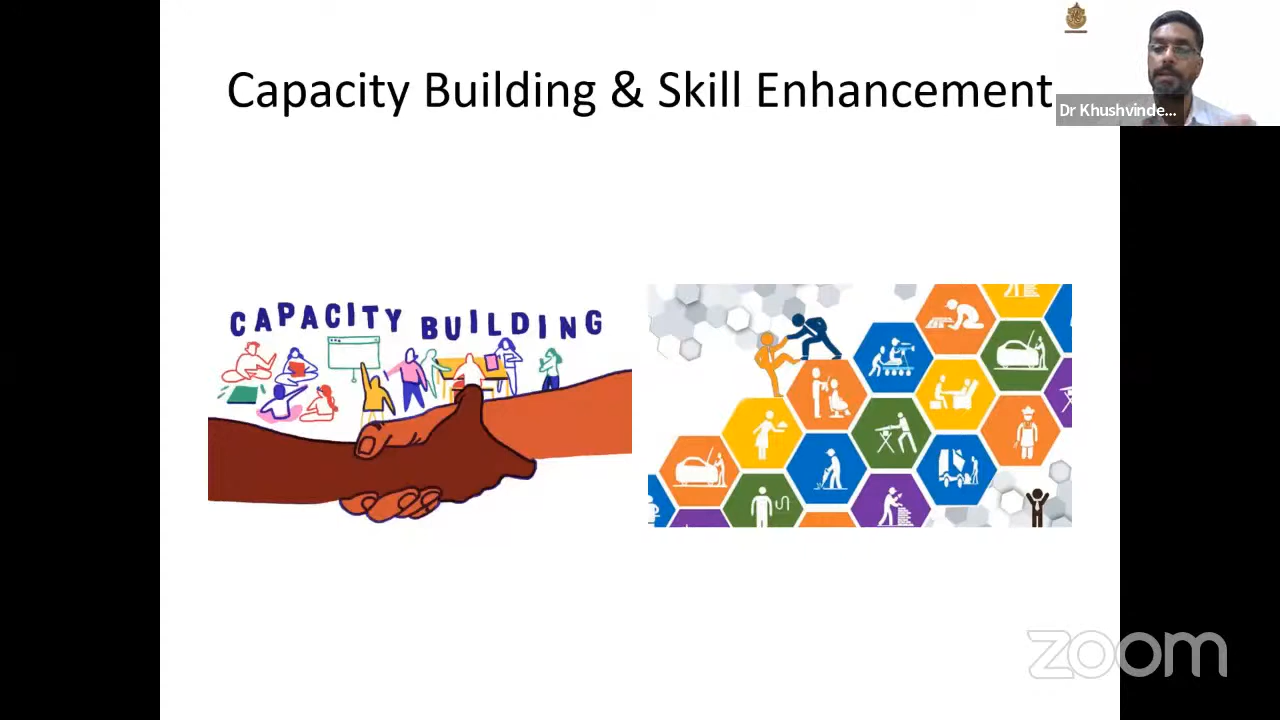 Capacity Building & Skill Enhancement
Dr Khushvinde...
CAPACITY BUILDING
zoom